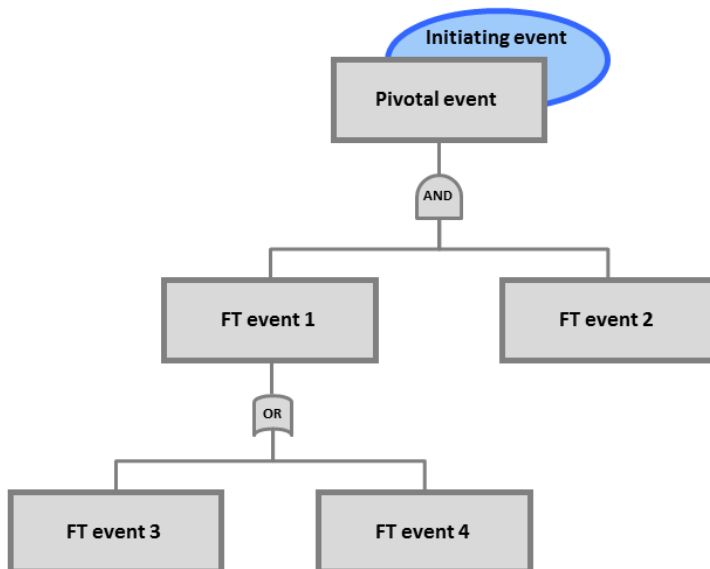 Initiating event
Pivotal event
AND
FT event 1
FT event 2
OR
FT event 3
FT event 4